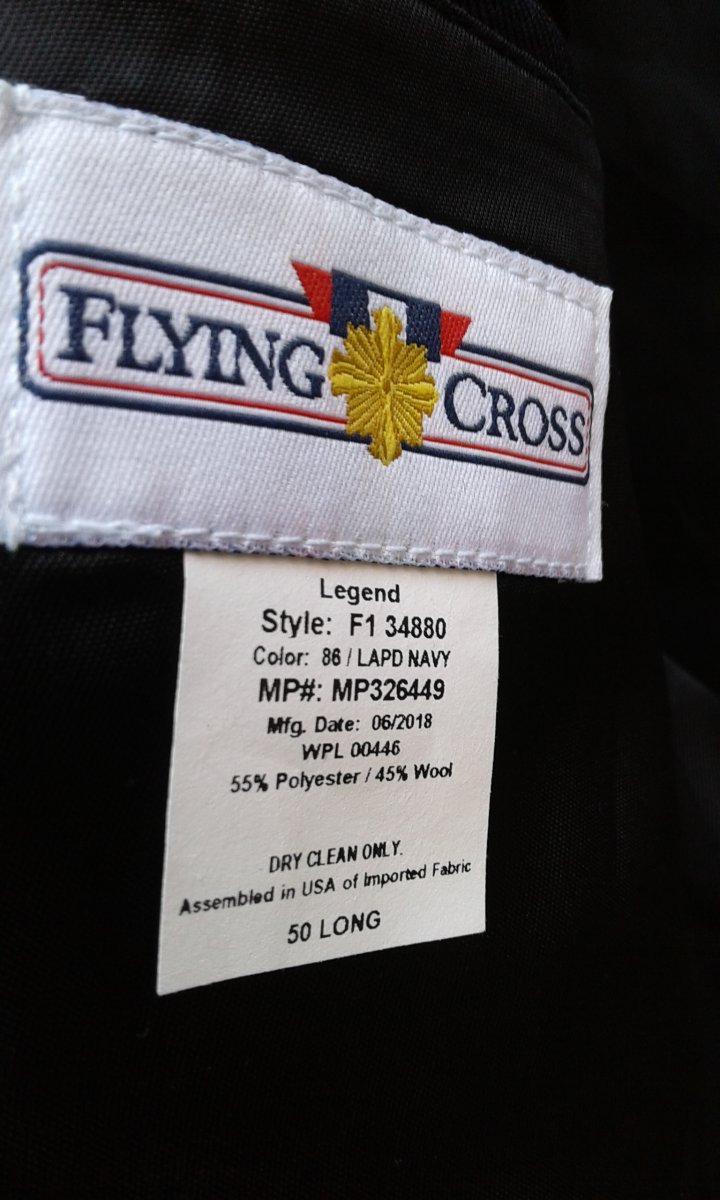 FLYING CROSS
Legend
Style: F1 34880
Color: 86 / LAPD NAVY
MP#: MP326449
Mfg. Date: 06/2018
WPL 00446
55% Polyester / 45% Wool
DRY CLEAN ONLY.
Assembled in USA of Imported Fabric
50 LONG